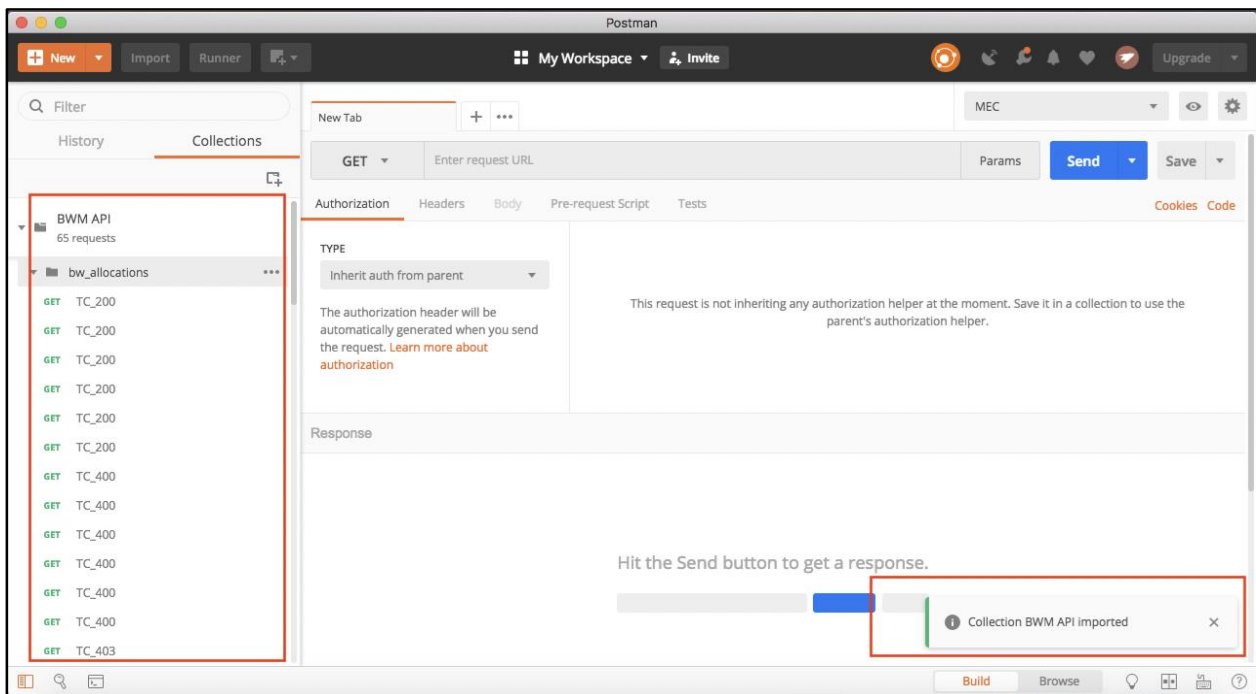 Postman
New
Import
Runner
My Workspace
Invite
Upgrade
Filter
History
Collections
BWM API
65 requests
bw_allocations
GET TC_200
GET TC_200
GET TC_200
GET TC_200
GET TC_200
GET TC_200
GET TC_400
GET TC_400
GET TC_400
GET TC_400
GET TC_400
GET TC_400
GET TC_403
New Tab
MEC
GET
Enter request URL
Params
Send
Save
Authorization
Headers
Body
Pre-request Script
Tests
Cookies
Code
TYPE
Inherit auth from parent
The authorization header will be
automatically generated when you send
the request. Learn more about
authorization
This request is not inheriting any authorization helper at the moment. Save it in a collection to use the
parent's authorization helper.
Response
Hit the Send button to get a response.
Collection BWM API imported
Build
Browse